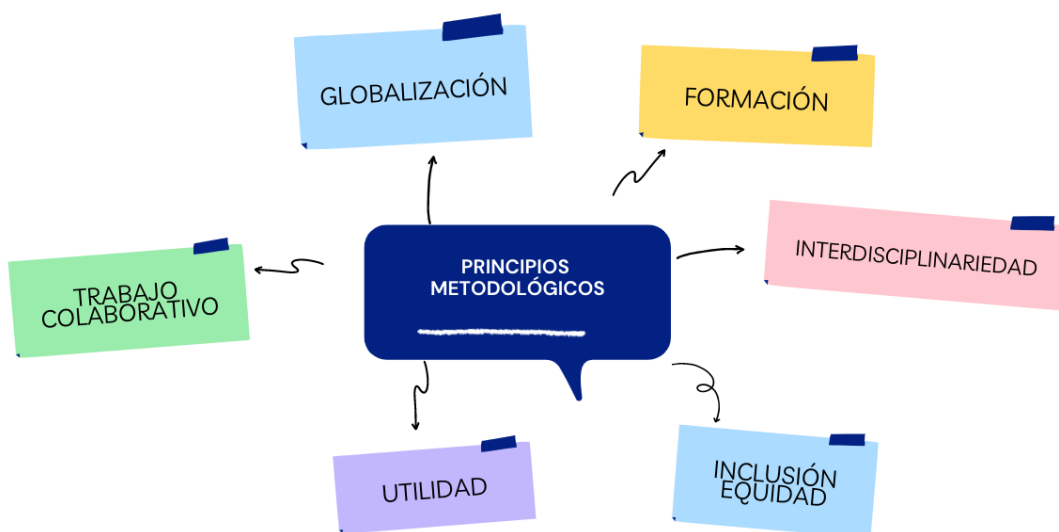 GLOBALIZACIÓN
FORMACIÓN
INTERDISCIPLINARIEDAD
PRINCIPIOS
METODOLÓGICOS
TRABAJO
COLABORATIVO
UTILIDAD
INCLUSIÓN
EQUIDAD